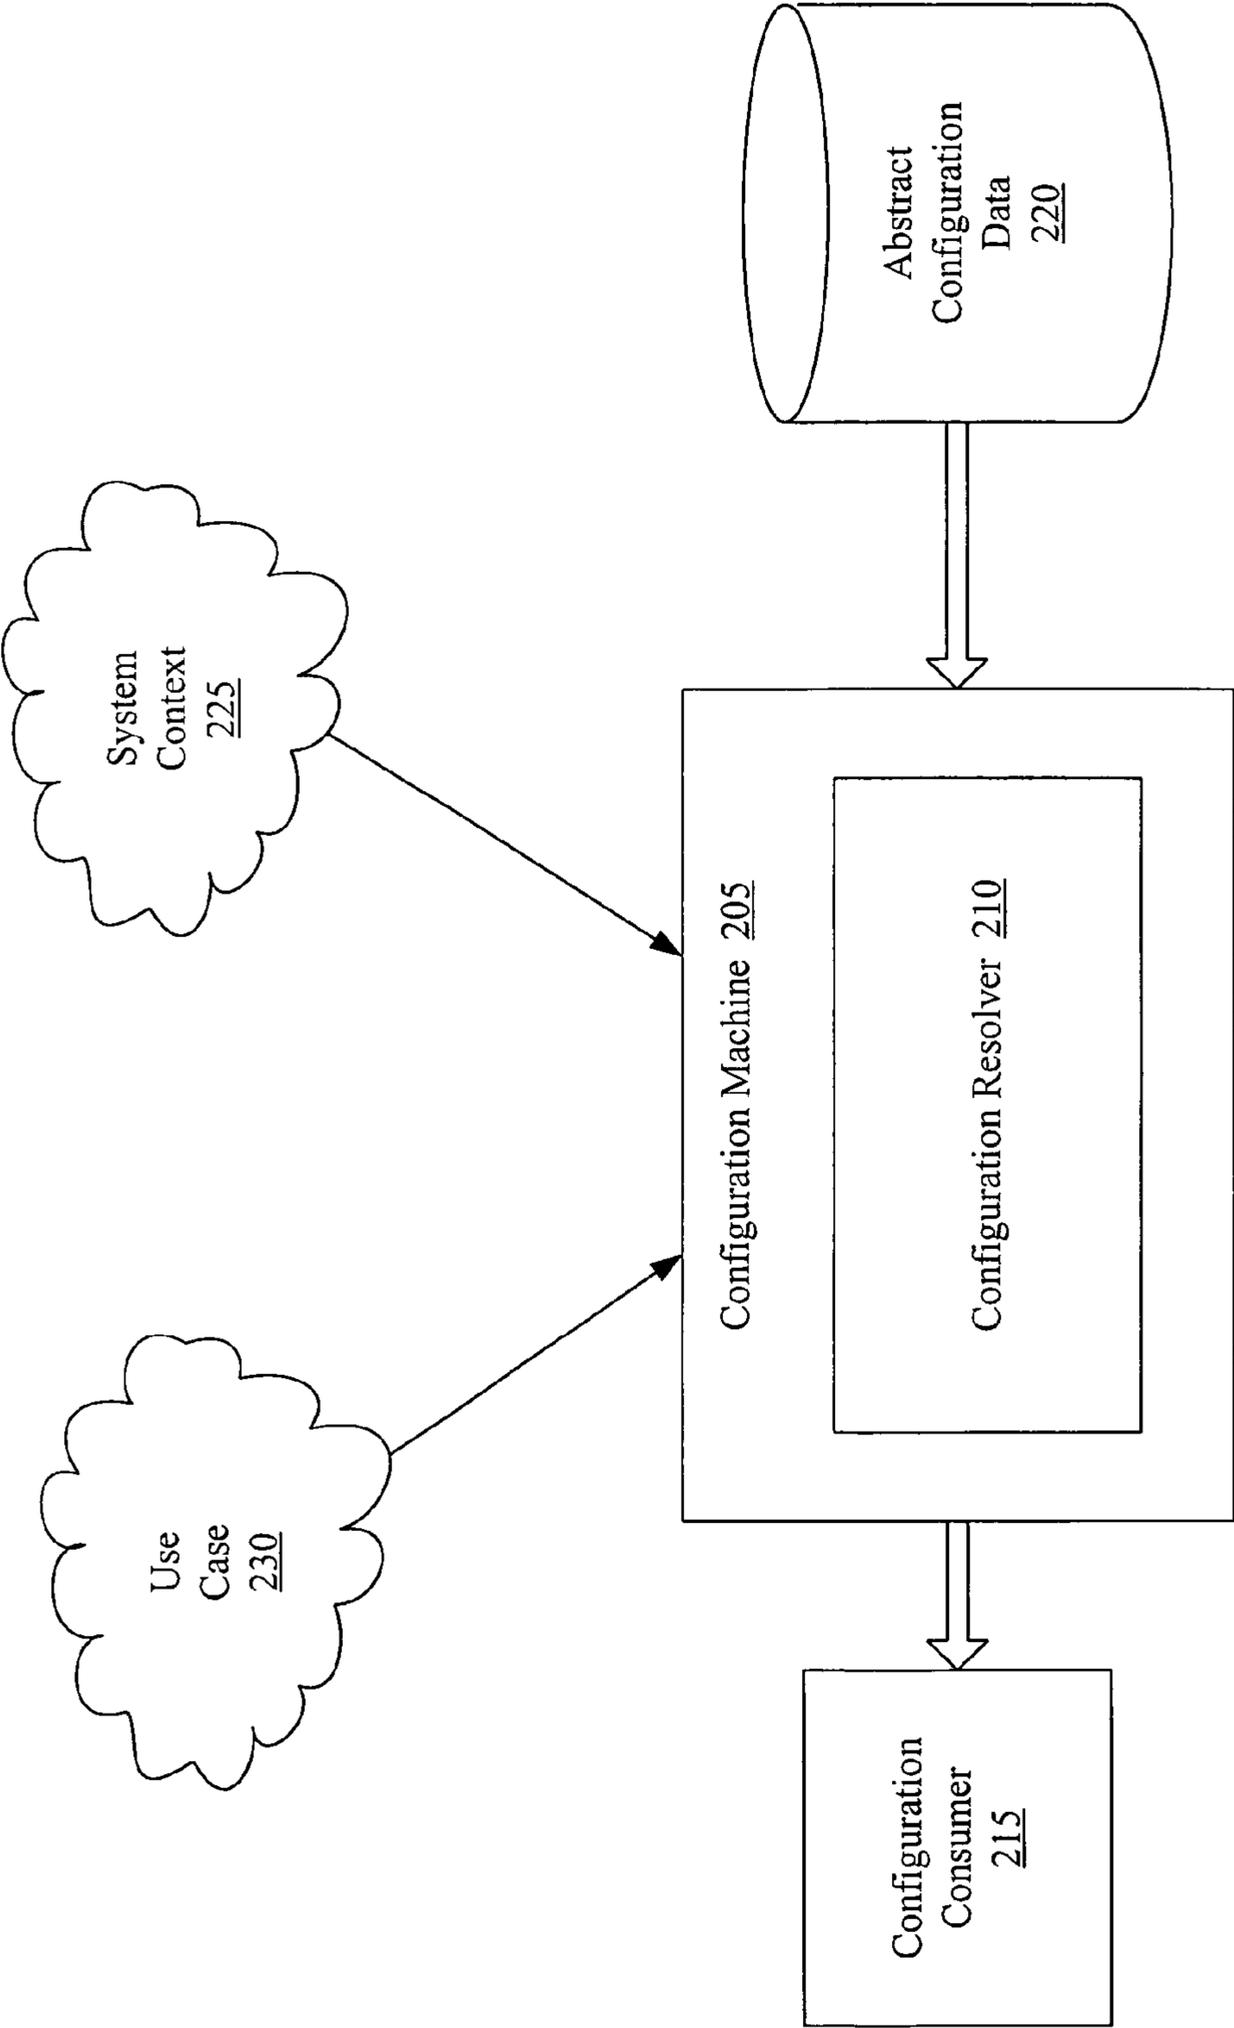 Use
Case
230
System
Context
225
Configuration Machine 205
Configuration Resolver 210
Configuration
Consumer
215
Abstract
Configuration
Data
220